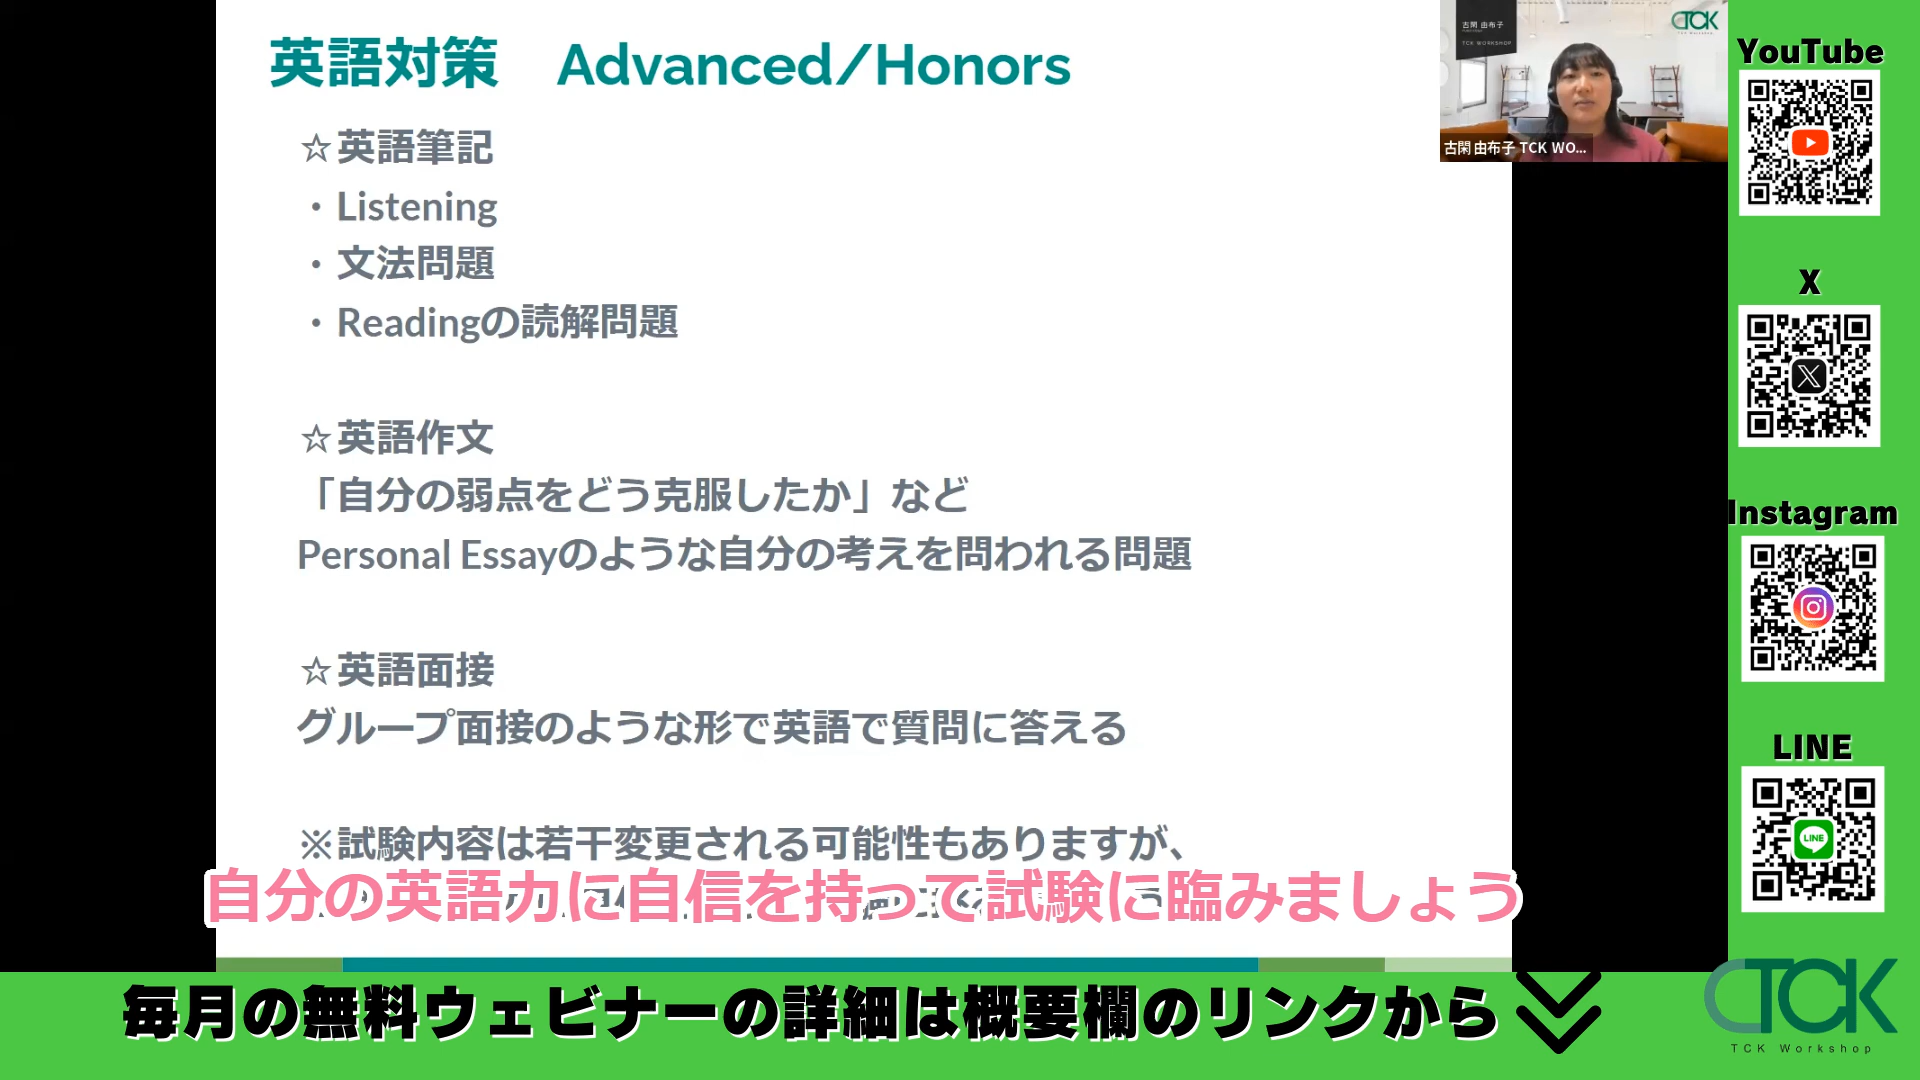 英語対策 Advanced/Honors
☆英語筆記
・Listening
・文法問題
・Readingの読解問題
☆英語作文
「自分の弱点をどう克服したか」など
Personal Essayのような自分の考えを問われる問題
☆英語面接
グループ面接のような形で英語で質問に答える
※試験内容は若干変更される可能性もありますが、
自分の英語力に自信を持って試験に臨みましょう
毎月の無料ウェビナーの詳細は概要欄のリンクから
古閑 由布子
TCK WORKSHOP
TCK
古閑 由布子 TCK WO...
YouTube
X
Instagram
LINE
LINE
TCK
TCK Workshop